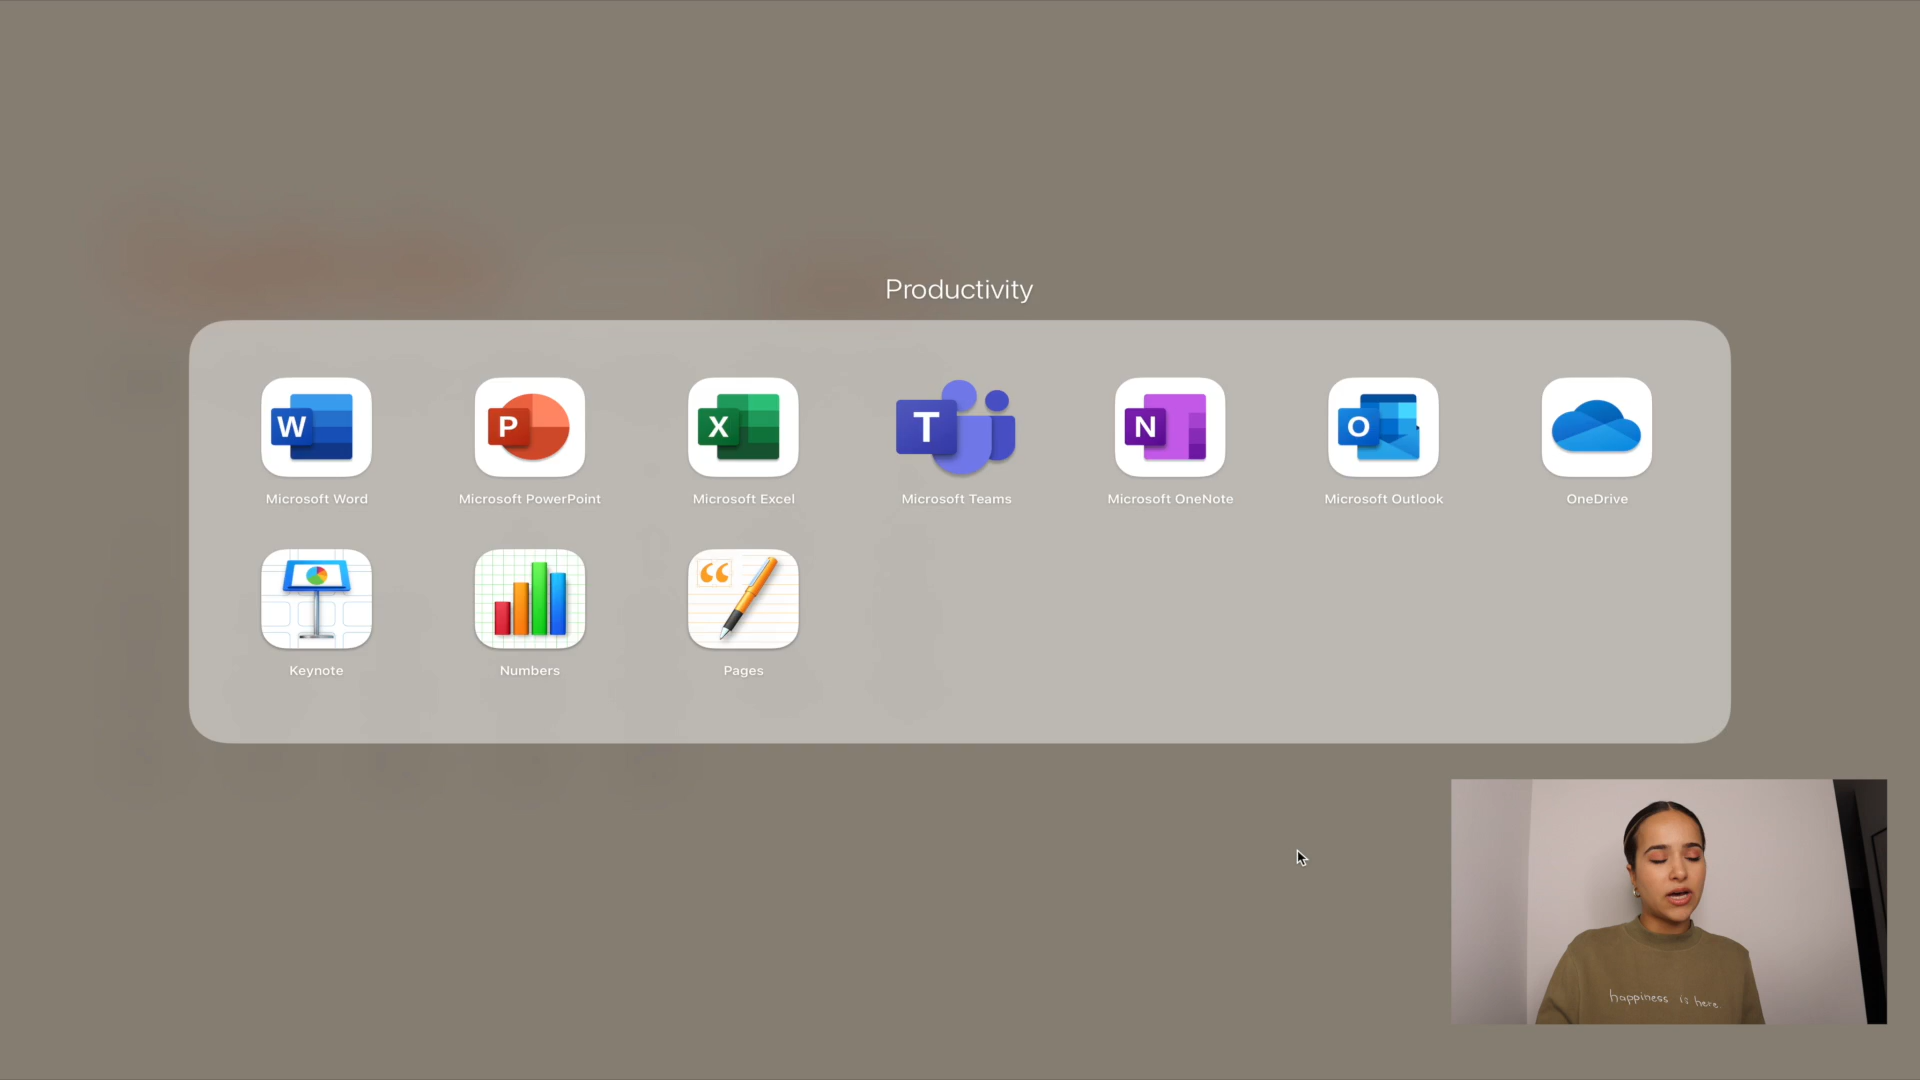 Productivity
W
P
X
T
N
O
Microsoft Word
Microsoft PowerPoint
Microsoft Excel
Microsoft Teams
Microsoft OneNote
Microsoft Outlook
OneDrive
“
Keynote
Numbers
Pages
happiness is here.